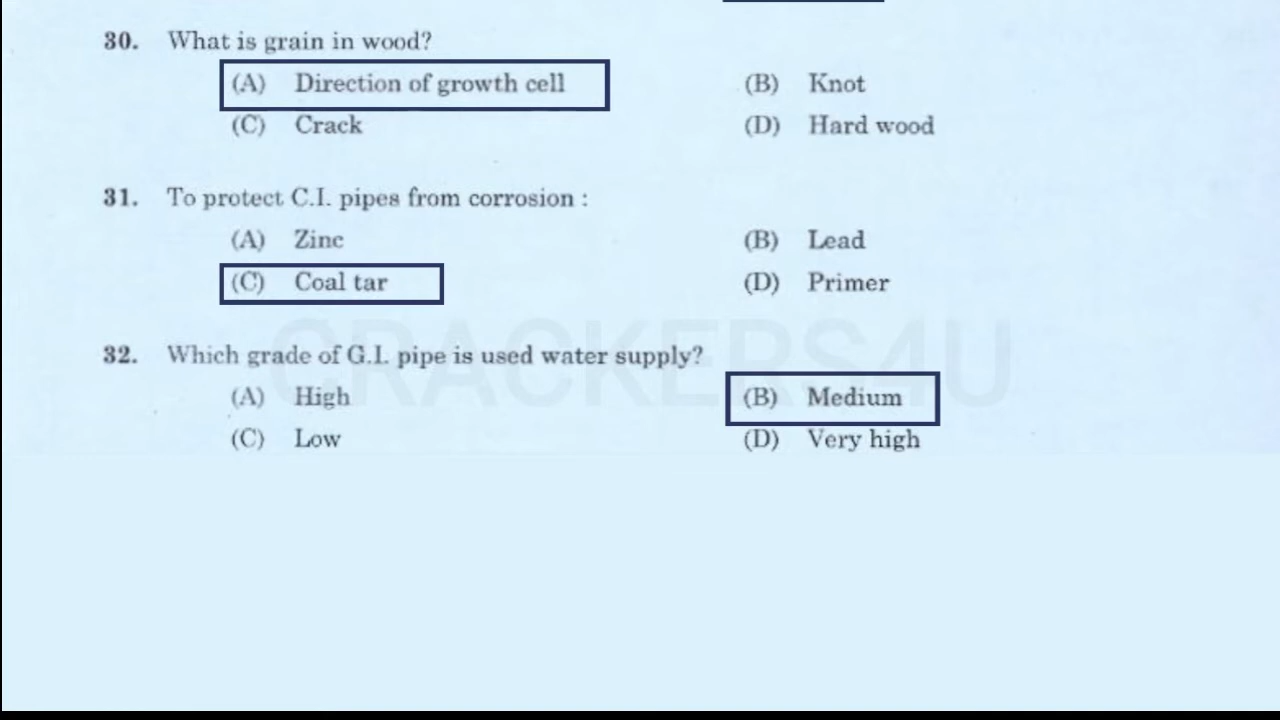 30. What is grain in wood?
(A) Direction of growth cell (B) Knot
(C) Crack (D) Hard wood
31. To protect C.I. pipes from corrosion :
(A) Zinc (B) Lead
(C) Coal tar (D) Primer
CRACKERS4U
32. Which grade of G.I. pipe is used water supply?
(A) High (B) Medium
(C) Low (D) Very high